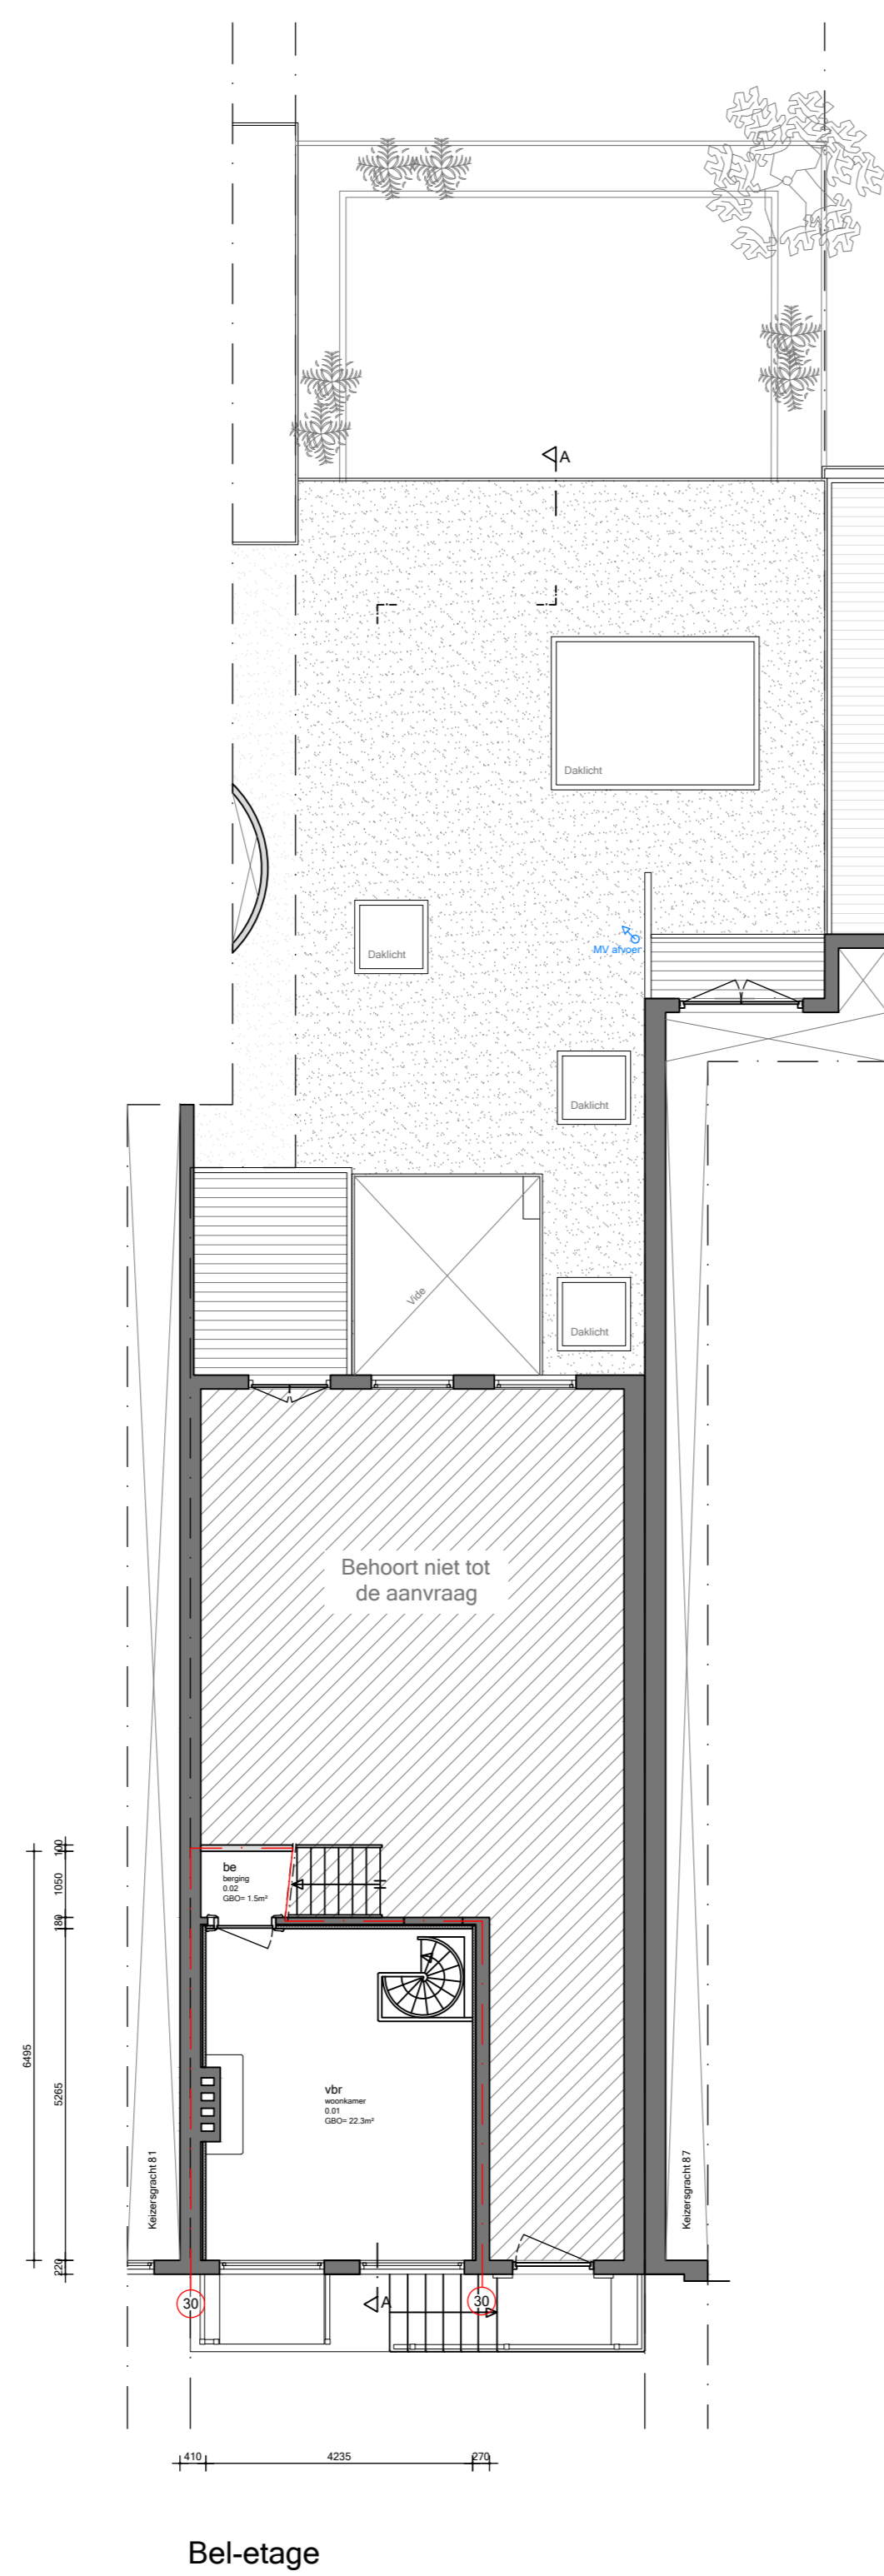 A
Daklicht
Daklicht
MV afvoer
Daklicht
Vide
Daklicht
Behoort niet tot
de aanvraag
100
1050
180
6495
5265
220
be
berging
0.02
GBO= 1.5m²
vbr
woonkamer
0.01
GBO= 22.3m²
Keizersgracht 81
Keizersgracht 87
30
A
30
410
4235
270
Bel-etage